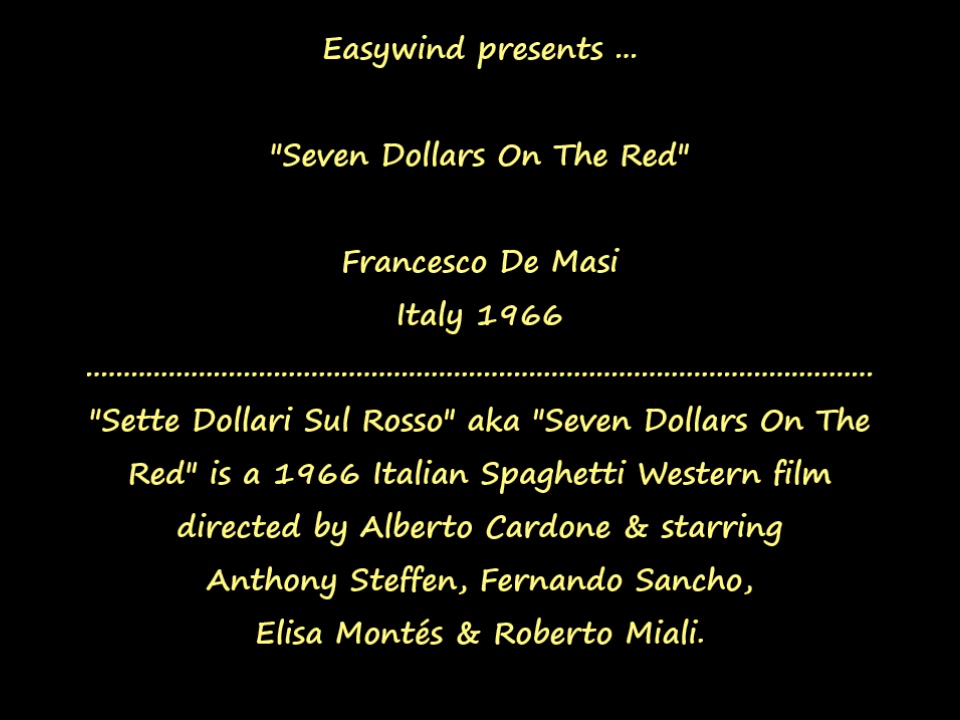 Easywind presents ...
"Seven Dollars On The Red"
Francesco De Masi
Italy 1966
.........................................................................................................
"Sette Dollari Sul Rosso" aka "Seven Dollars On The
Red" is a 1966 Italian Spaghetti Western film
directed by Alberto Cardone & starring
Anthony Steffen, Fernando Sancho,
Elisa Montés & Roberto Miali.